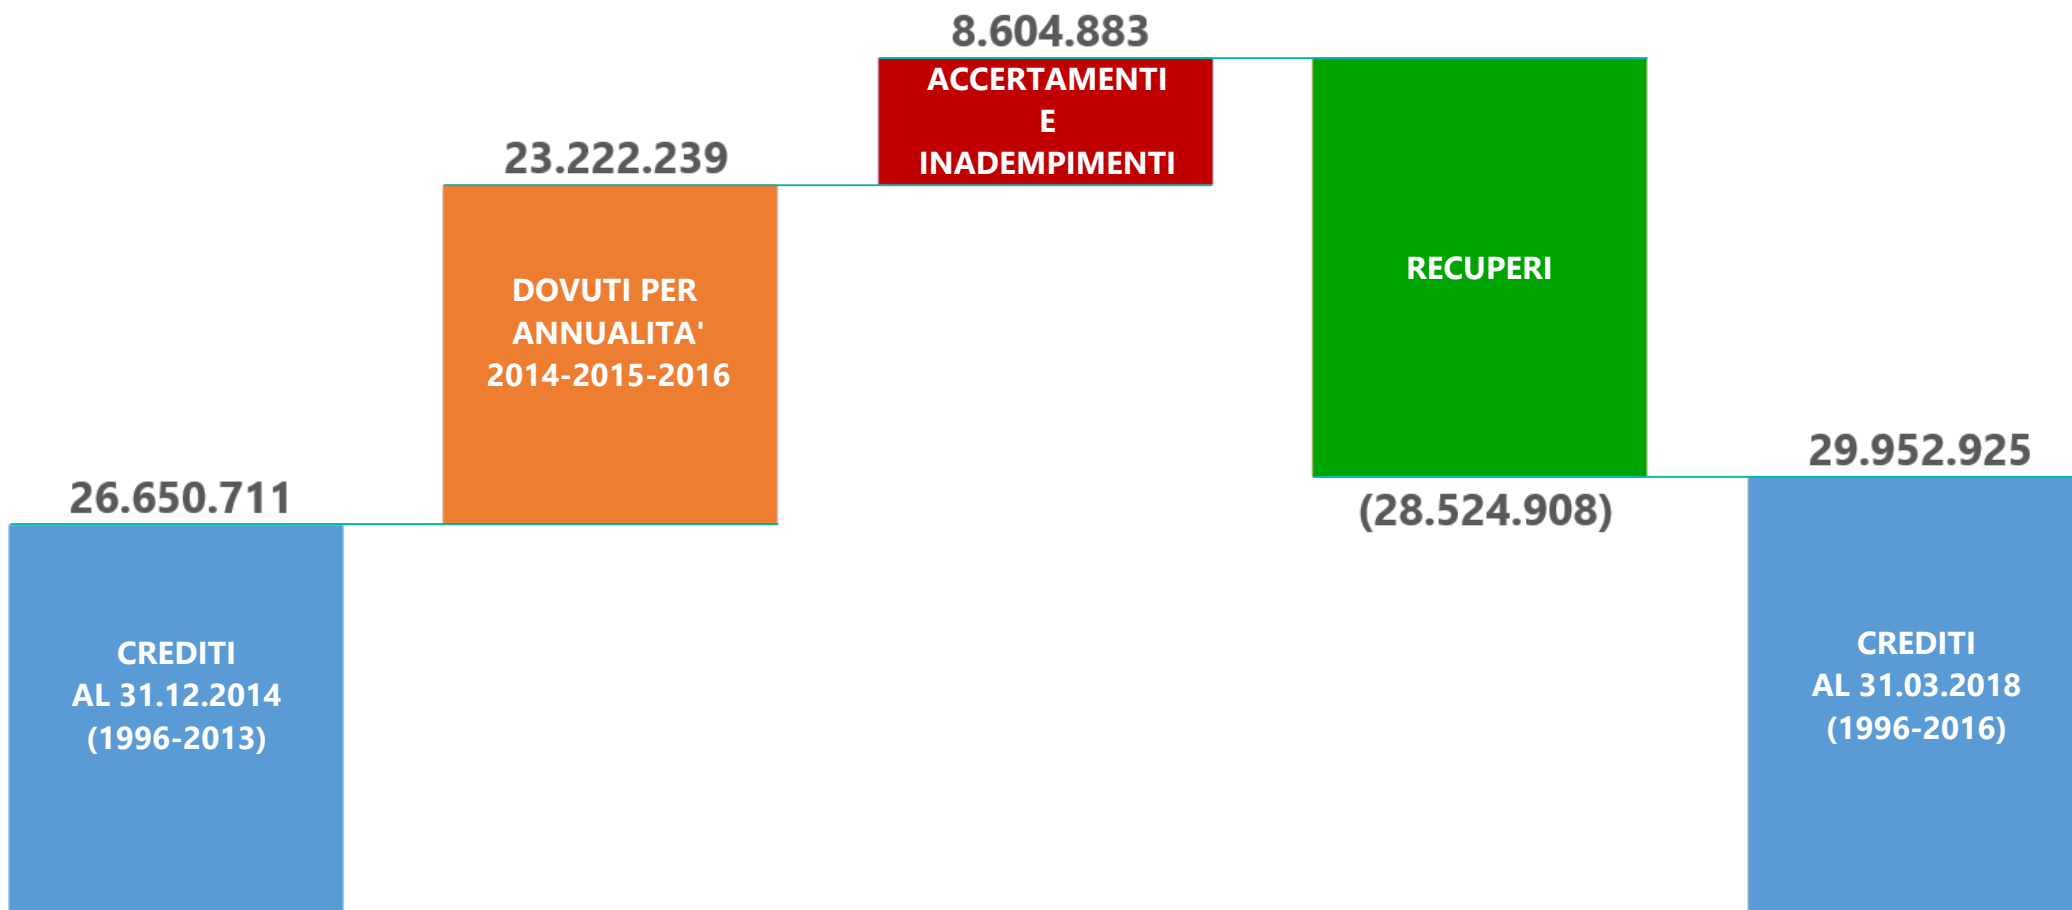 8.604.883
ACCERTAMENTI
E
INADEMPIMENTI
23.222.239
DOVUTI PER
ANNUALITA'
2014-2015-2016
RECUPERI
(28.524.908)
26.650.711
CREDITI
AL 31.12.2014
(1996-2013)
29.952.925
CREDITI
AL 31.03.2018
(1996-2016)